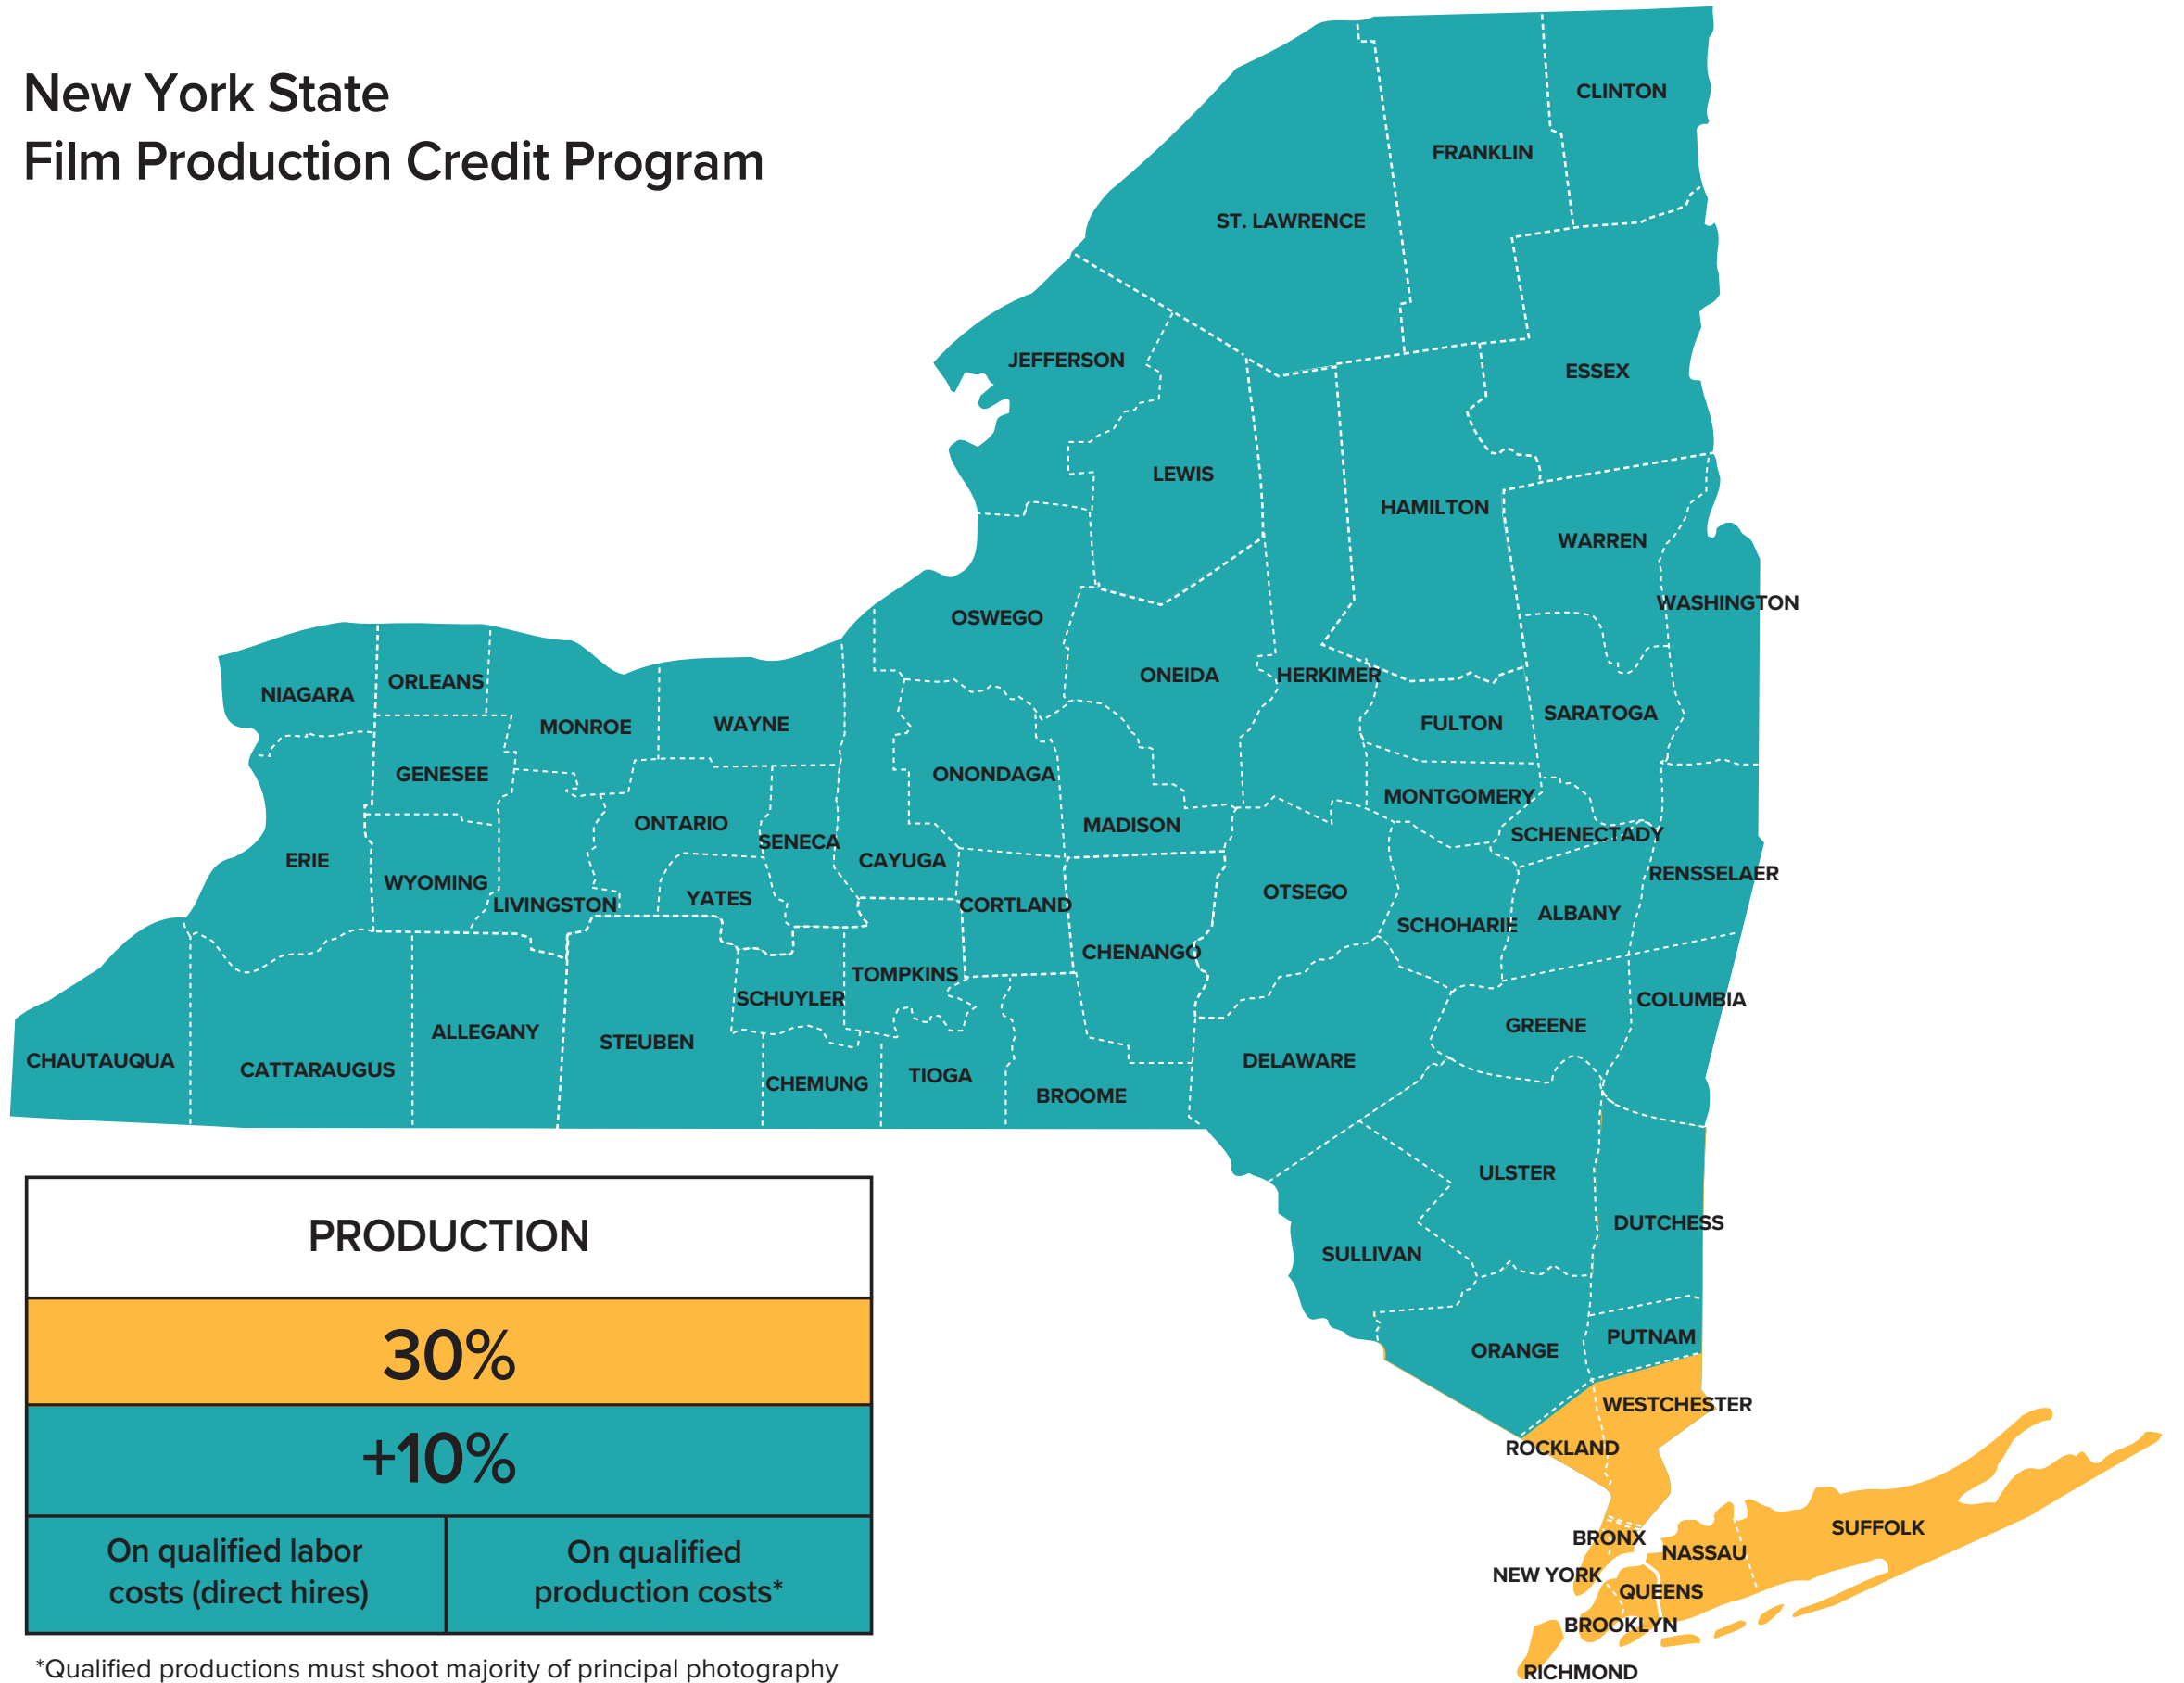 New York State
Film Production Credit Program
CLINTON
FRANKLIN
ST. LAWRENCE
JEFFERSON
ESSEX
LEWIS
HAMILTON
WARREN
WASHINGTON
OSWEGO
ONEIDA
HERKIMER
NIAGARA
ORLEANS
MONROE
WAYNE
FULTON
SARATOGA
GENESEE
ONONDAGA
MONTGOMERY
ONTARIO
SENECA
MADISON
SCHENECTADY
ERIE
CAYUGA
RENSSELAER
WYOMING
LIVINGSTON
YATES
CORTLAND
OTSEGO
SCHOHARIE
ALBANY
CHENANGO
TOMPKINS
SCHUYLER
COLUMBIA
ALLEGANY
STEUBEN
GREENE
CHAUTAUQUA
CATTARAUGUS
CHEMUNG
TIOGA
BROOME
DELAWARE
ULSTER
DUTCHESS
SULLIVAN
ORANGE
PUTNAM
WESTCHESTER
ROCKLAND
BRONX
NASSAU
SUFFOLK
NEW YORK
QUEENS
BROOKLYN
RICHMOND
PRODUCTION
30%
+10%
On qualified labor
costs (direct hires)
On qualified
production costs*
*Qualified productions must shoot majority of principal photography